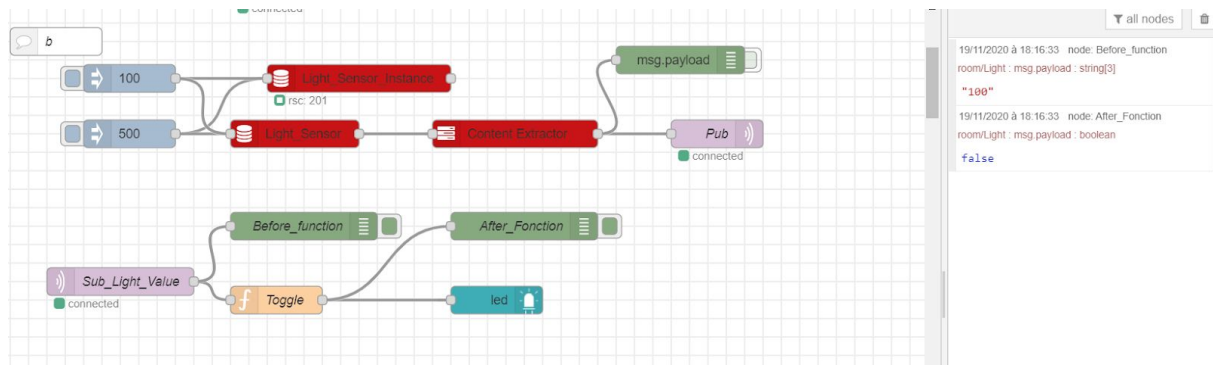 connected
b
100
Light_Sensor_Instance
rsc: 201
msg.payload
500
Light_Sensor
Content Extractor
Pub
connected
Before_function
After_Fonction
Sub_Light_Value
connected
Toggle
led
all nodes
19/11/2020 à 18:16:33 node: Before_function
room/Light : msg.payload : string[3]
"100"
19/11/2020 à 18:16:33 node: After_Fonction
room/Light : msg.payload : boolean
false